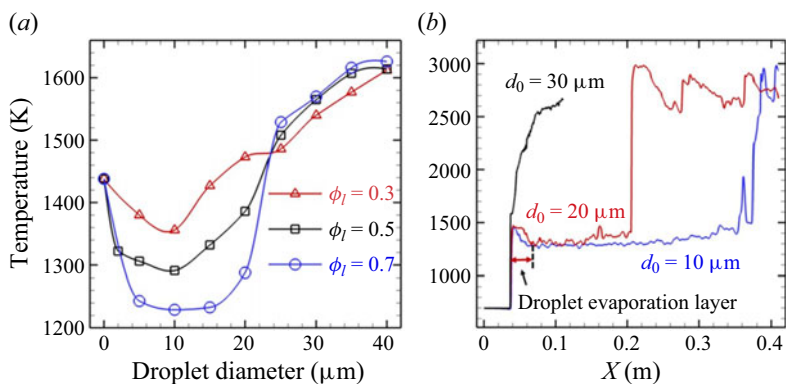 (a)
1600
1500
1400
1300
1200
Temperature (K)
ϕl = 0.3
ϕl = 0.5
ϕl = 0.7
0 10 20 30 40
Droplet diameter (μm)
(b)
3000
2500
2000
1500
1000
d0 = 30 μm
d0 = 20 μm
d0 = 10 μm
Droplet evaporation layer
0 0.1 0.2 0.3 0.4
X (m)